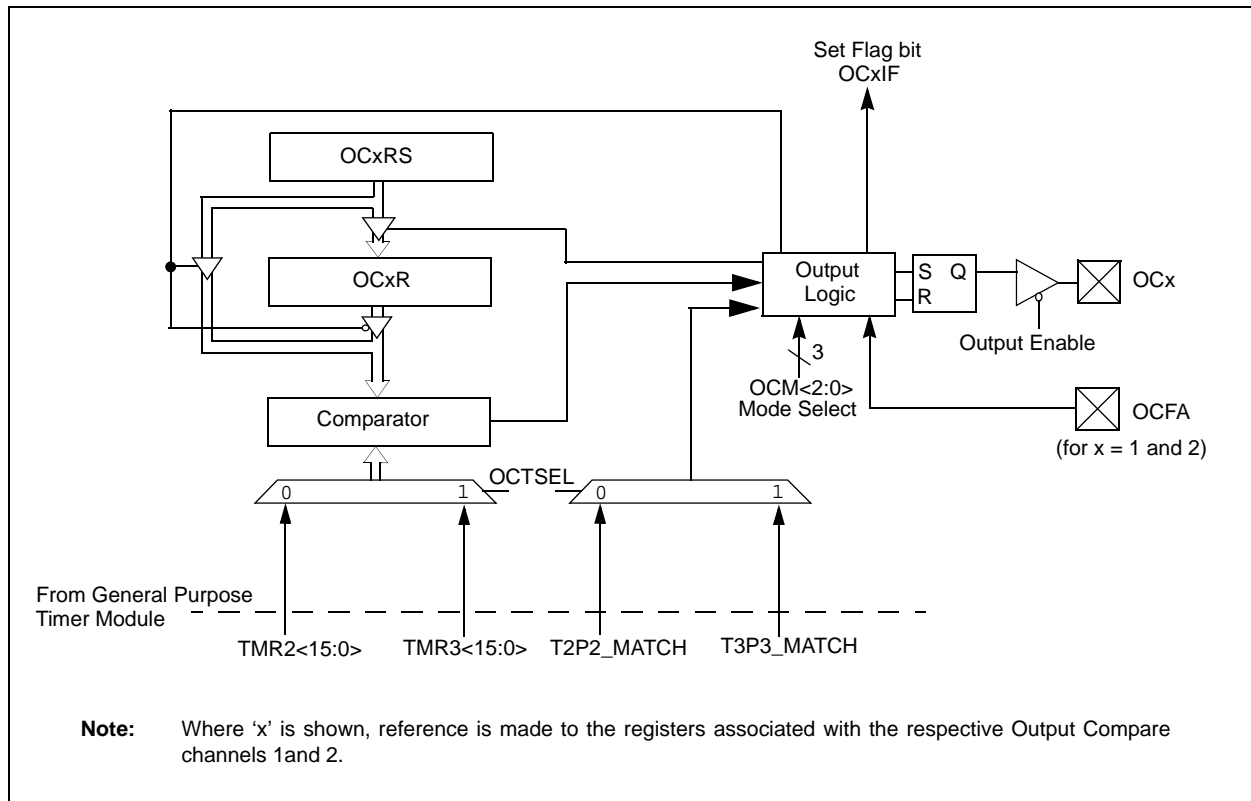 Set Flag bit
OCxIF
OCxRS
OCxR
Output
Logic
S Q
R
OCx
Output Enable
3
OCM<2:0>
Mode Select
OCFA
(for x = 1 and 2)
Comparator
0 1
OCTSEL
0 1
From General Purpose
Timer Module
TMR2<15:0> TMR3<15:0> T2P2_MATCH T3P3_MATCH
Note: Where ‘x’ is shown, reference is made to the registers associated with the respective Output Compare
channels 1and 2.